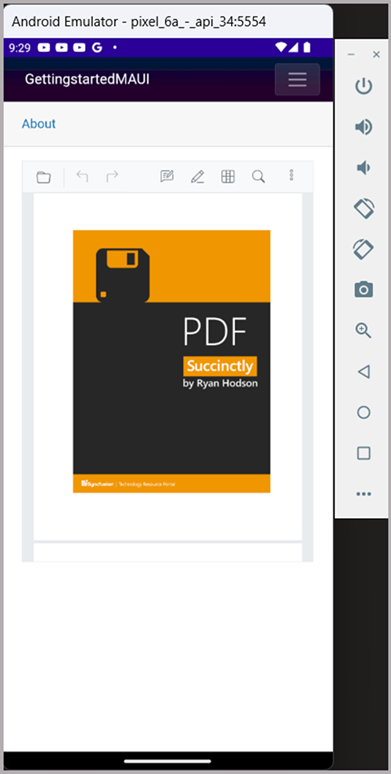 Android Emulator - pixel_6a_-_api_34:5554
9:29
GettingstartedMAUI
About
PDF
Succinctly
by Ryan Hodson
Syncfusion | Technology Resource Portal